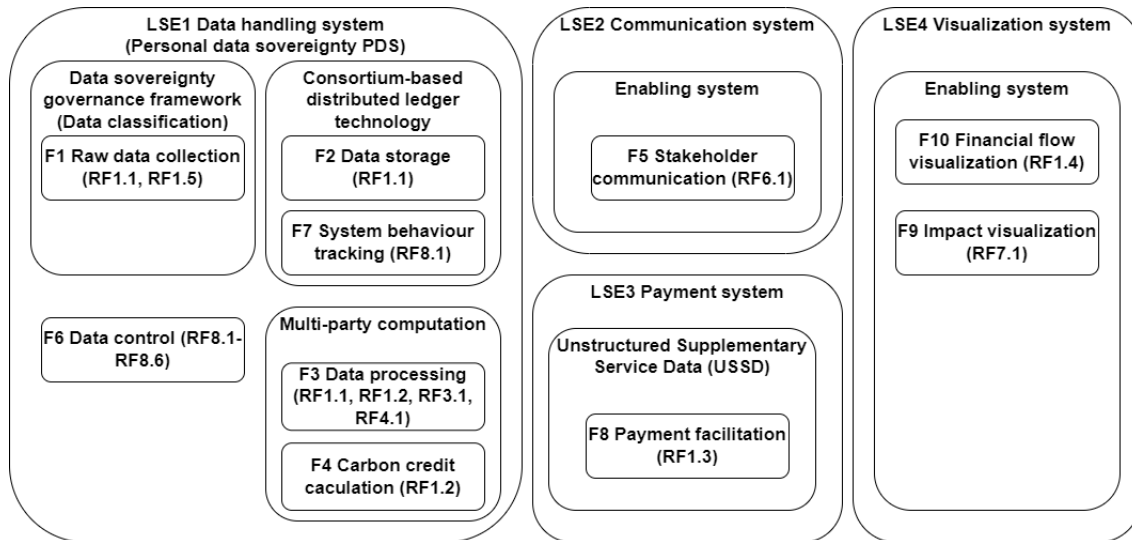 LSE1 Data handling system
(Personal data sovereignty PDS)
Data sovereignty
governance framework
(Data classification)
F1 Raw data collection
(RF1.1, RF1.5)
Consortium-based
distributed ledger
technology
F2 Data storage
(RF1.1)
F7 System behaviour
tracking (RF8.1)
F6 Data control (RF8.1-
RF8.6)
Multi-party computation
F3 Data processing
(RF1.1, RF1.2, RF3.1,
RF4.1)
F4 Carbon credit
caculation (RF1.2)
LSE2 Communication system
Enabling system
F5 Stakeholder
communication (RF6.1)
LSE3 Payment system
Unstructured Supplementary
Service Data (USSD)
F8 Payment facilitation
(RF1.3)
LSE4 Visualization system
Enabling system
F10 Financial flow
visualization (RF1.4)
F9 Impact visualization
(RF7.1)